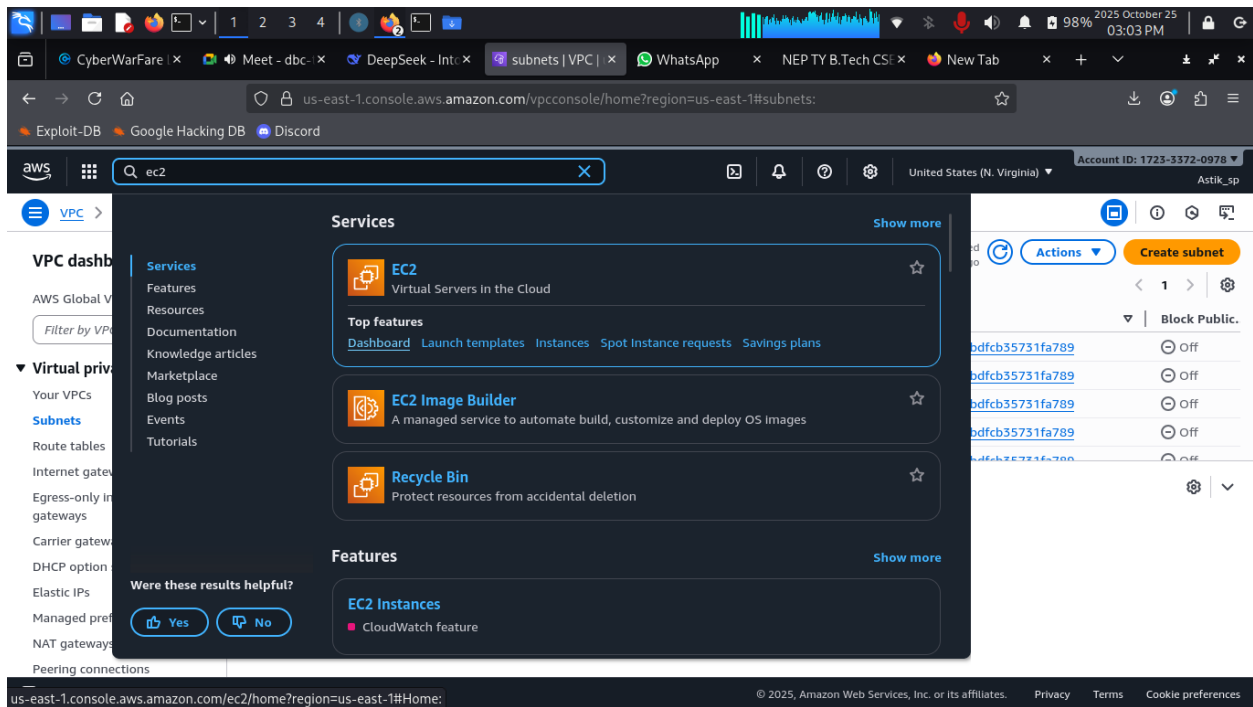 1 2 3 4 2 98% 2025 October 25
03:03 PM
CyberWarFare L Meet - dbc- DeepSeek - Into subnets | VPC | WhatsApp NEP TY B.Tech CSE New Tab
us-east-1.console.aws.amazon.com/vpcconsole/home?region=us-east-1#subnets:
Exploit-DB Google Hacking DB Discord
aws ec2 United States (N. Virginia) Account ID: 1723-3372-0978
Astik_sp
VPC
Services Show more
VPC dashb
AWS Global V
Filter by VP
Virtual priva
Your VPCs
Subnets
Route tables
Internet gatew
Egress-only in
gateways
Carrier gatewa
DHCP option
Elastic IPs
Managed pref
NAT gateways
Peering connections
Services
Features
Resources
Documentation
Knowledge articles
Marketplace
Blog posts
Events
Tutorials
Were these results helpful?
Yes No
EC2
Virtual Servers in the Cloud
Top features
Dashboard Launch templates Instances Spot Instance requests Savings plans
EC2 Image Builder
A managed service to automate build, customize and deploy OS images
Recycle Bin
Protect resources from accidental deletion
Features Show more
EC2 Instances
CloudWatch feature
Actions Create subnet
1
Block Public.
bdfcb35731fa789 Off
bdfcb35731fa789 Off
bdfcb35731fa789 Off
bdfcb35731fa789 Off
us-east-1.console.aws.amazon.com/ec2/home?region=us-east-1#Home:
© 2025, Amazon Web Services, Inc. or its affiliates. Privacy Terms Cookie preferences